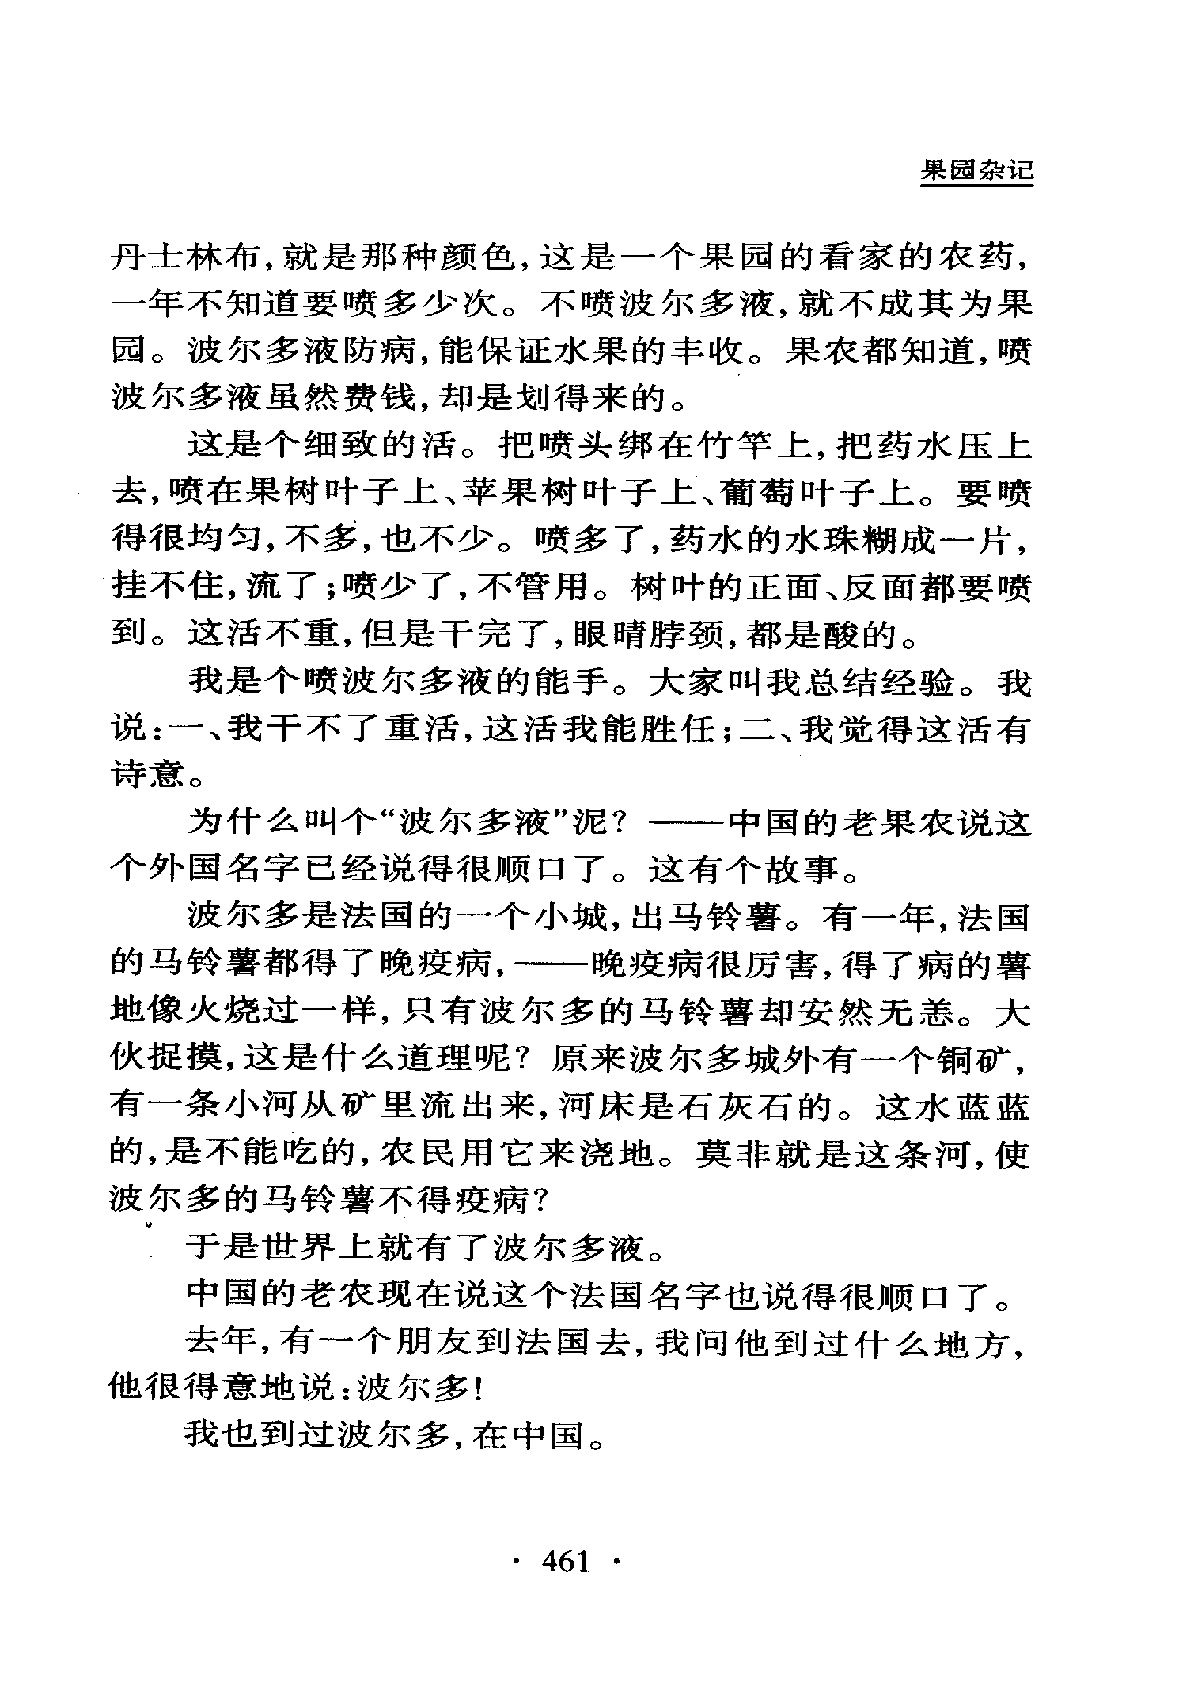 果园杂记
丹士林布,就是那种颜色,这是一个果园的看家的农药,
一年不知道要喷多少次。不喷波尔多液,就不成其为果
园。波尔多液防病,能保证水果的丰收。果农都知道,喷
波尔多液虽然费钱,却是划得来的。
这是个细致的活。把喷头绑在竹竿上,把药水压上
去,喷在果树叶子上、苹果树叶子上、葡萄叶子上。要喷
得很均匀,不多,也不少。喷多了,药水的水珠糊成一片,
挂不住,流了;喷少了,不管用。树叶的正面、反面都要喷
到。这活不重,但是干完了,眼睛脖颈,都是酸的。
我是个喷波尔多液的能手。大家叫我总结经验。我
说:一、我干不了重活,这活我能胜任;二、我觉得这活有
诗意。
为什么叫个“波尔多液”泥?——中国的老果农说这
个外国名字已经说得很顺口了。这有个故事。
波尔多是法国的一个小城,出马铃薯。有一年,法国
的马铃薯都得了晚疫病,——晚疫病很厉害,得了病的薯
地像火烧过一样,只有波尔多的马铃薯却安然无恙。大
伙捉摸,这是什么道理呢?原来波尔多城外有一个铜矿,
有一条小河从矿里流出来,河床是石灰石的。这水蓝蓝
的,是不能吃的,农民用它来浇地。莫非就是这条河,使
波尔多的马铃薯不得疫病?
于是世界上就有了波尔多液。
中国的老农现在说这个法国名字也说得很顺口了。
去年,有一个朋友到法国去,我问他到过什么地方,
他很得意地说:波尔多!
我也到过波尔多,在中国。
· 461 ·